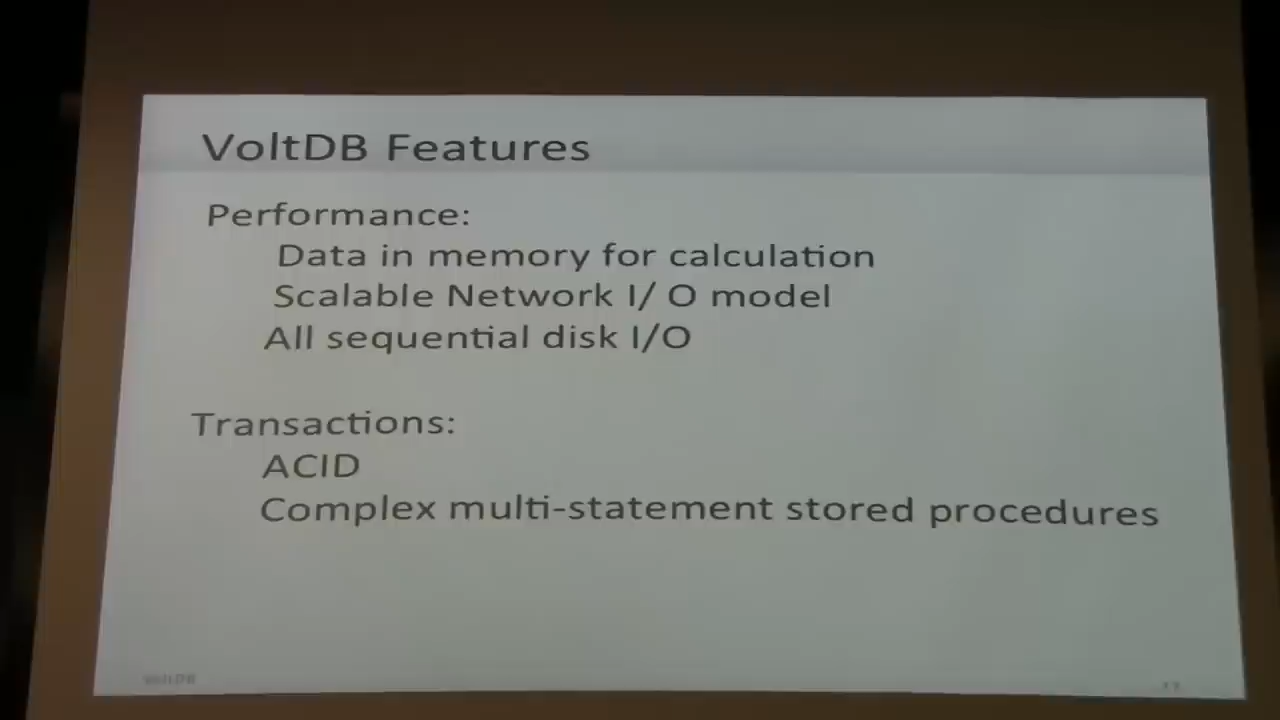 VoltDB Features
Performance:
Data in memory for calculation
Scalable Network I/ O model
All sequential disk I/O
Transactions:
ACID
Complex multi-statement stored procedures
VoltDB